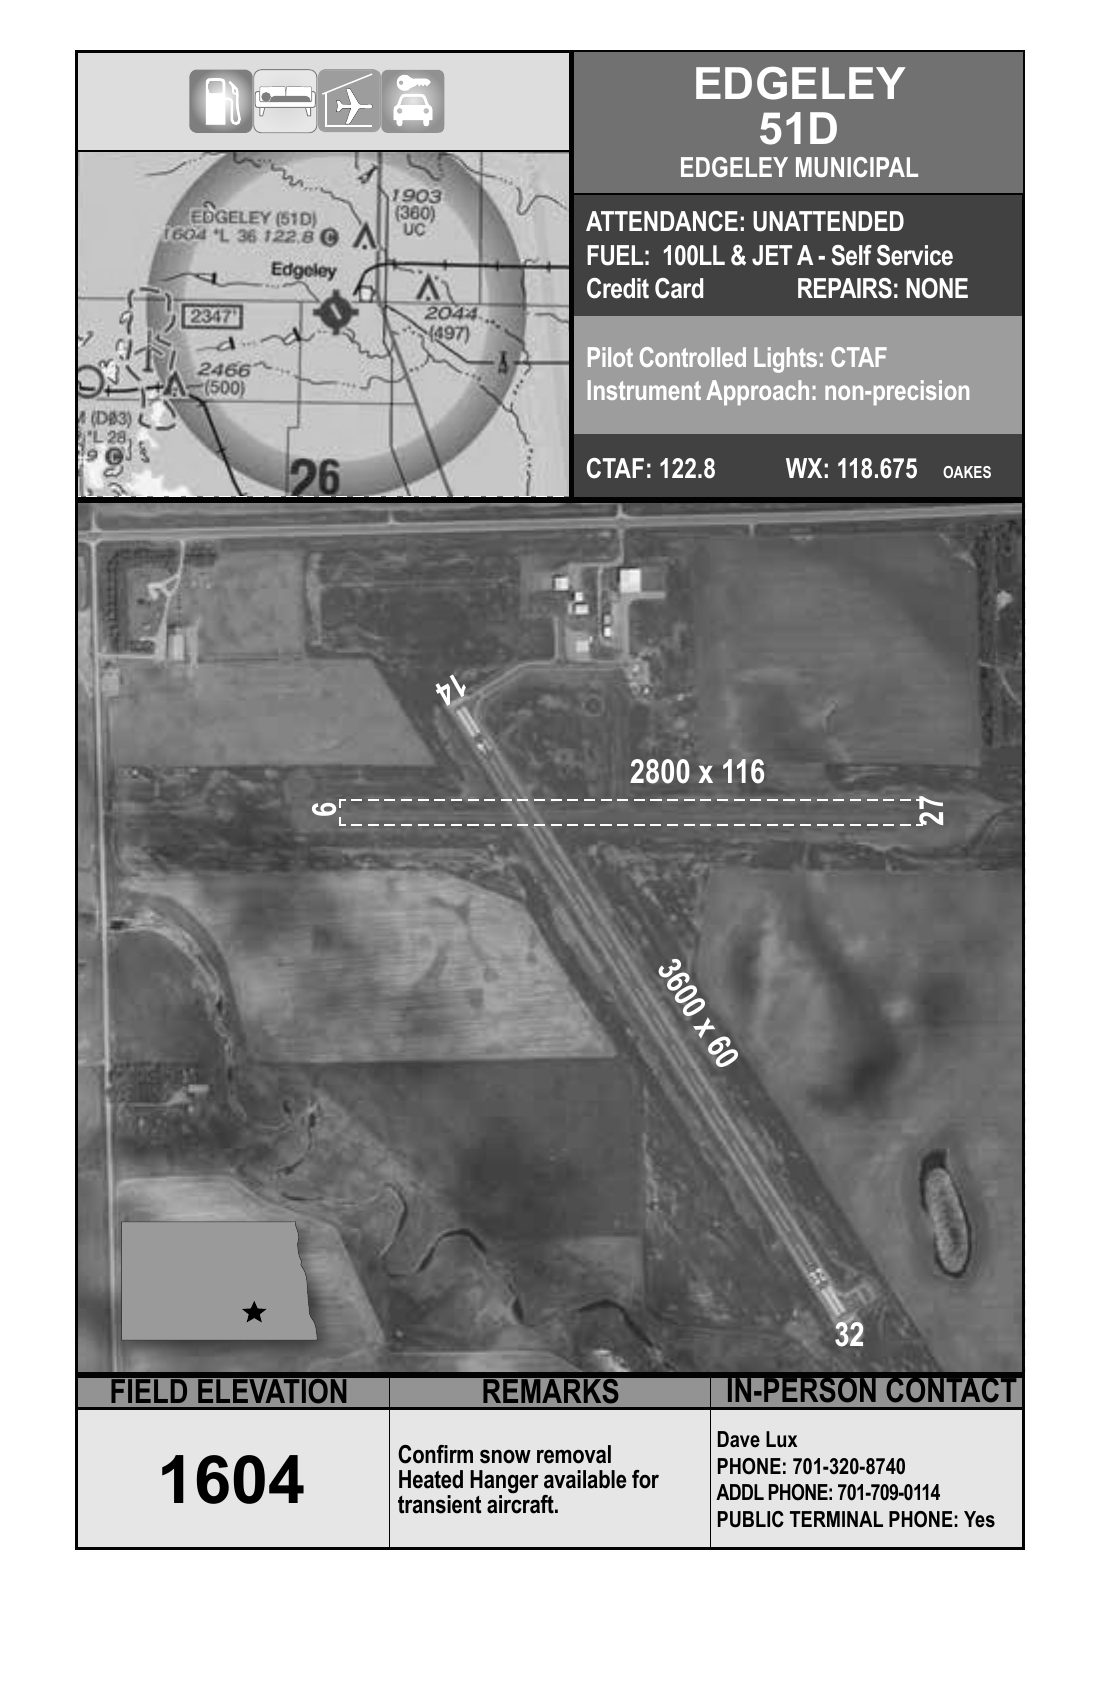 EDGELEY
51D
EDGELEY MUNICIPAL
ATTENDANCE: UNATTENDED
FUEL: 100LL & JET A - Self Service
Credit Card REPAIRS: NONE
Pilot Controlled Lights: CTAF
Instrument Approach: non-precision
CTAF: 122.8 WX: 118.675 OAKES
1903
(360)
UC
EDGELEY (51D)
1604 *L 36 122.8 C
Edgeley
2347'
2044
(497)
2466
(500)
(DØ3)
*L 28
9 C
26
14
2800 x 116
9
27
3600 x 60
32
FIELD ELEVATION
1604
REMARKS
Confirm snow removal
Heated Hanger available for
transient aircraft.
IN-PERSON CONTACT
Dave Lux
PHONE: 701-320-8740
ADDL PHONE: 701-709-0114
PUBLIC TERMINAL PHONE: Yes